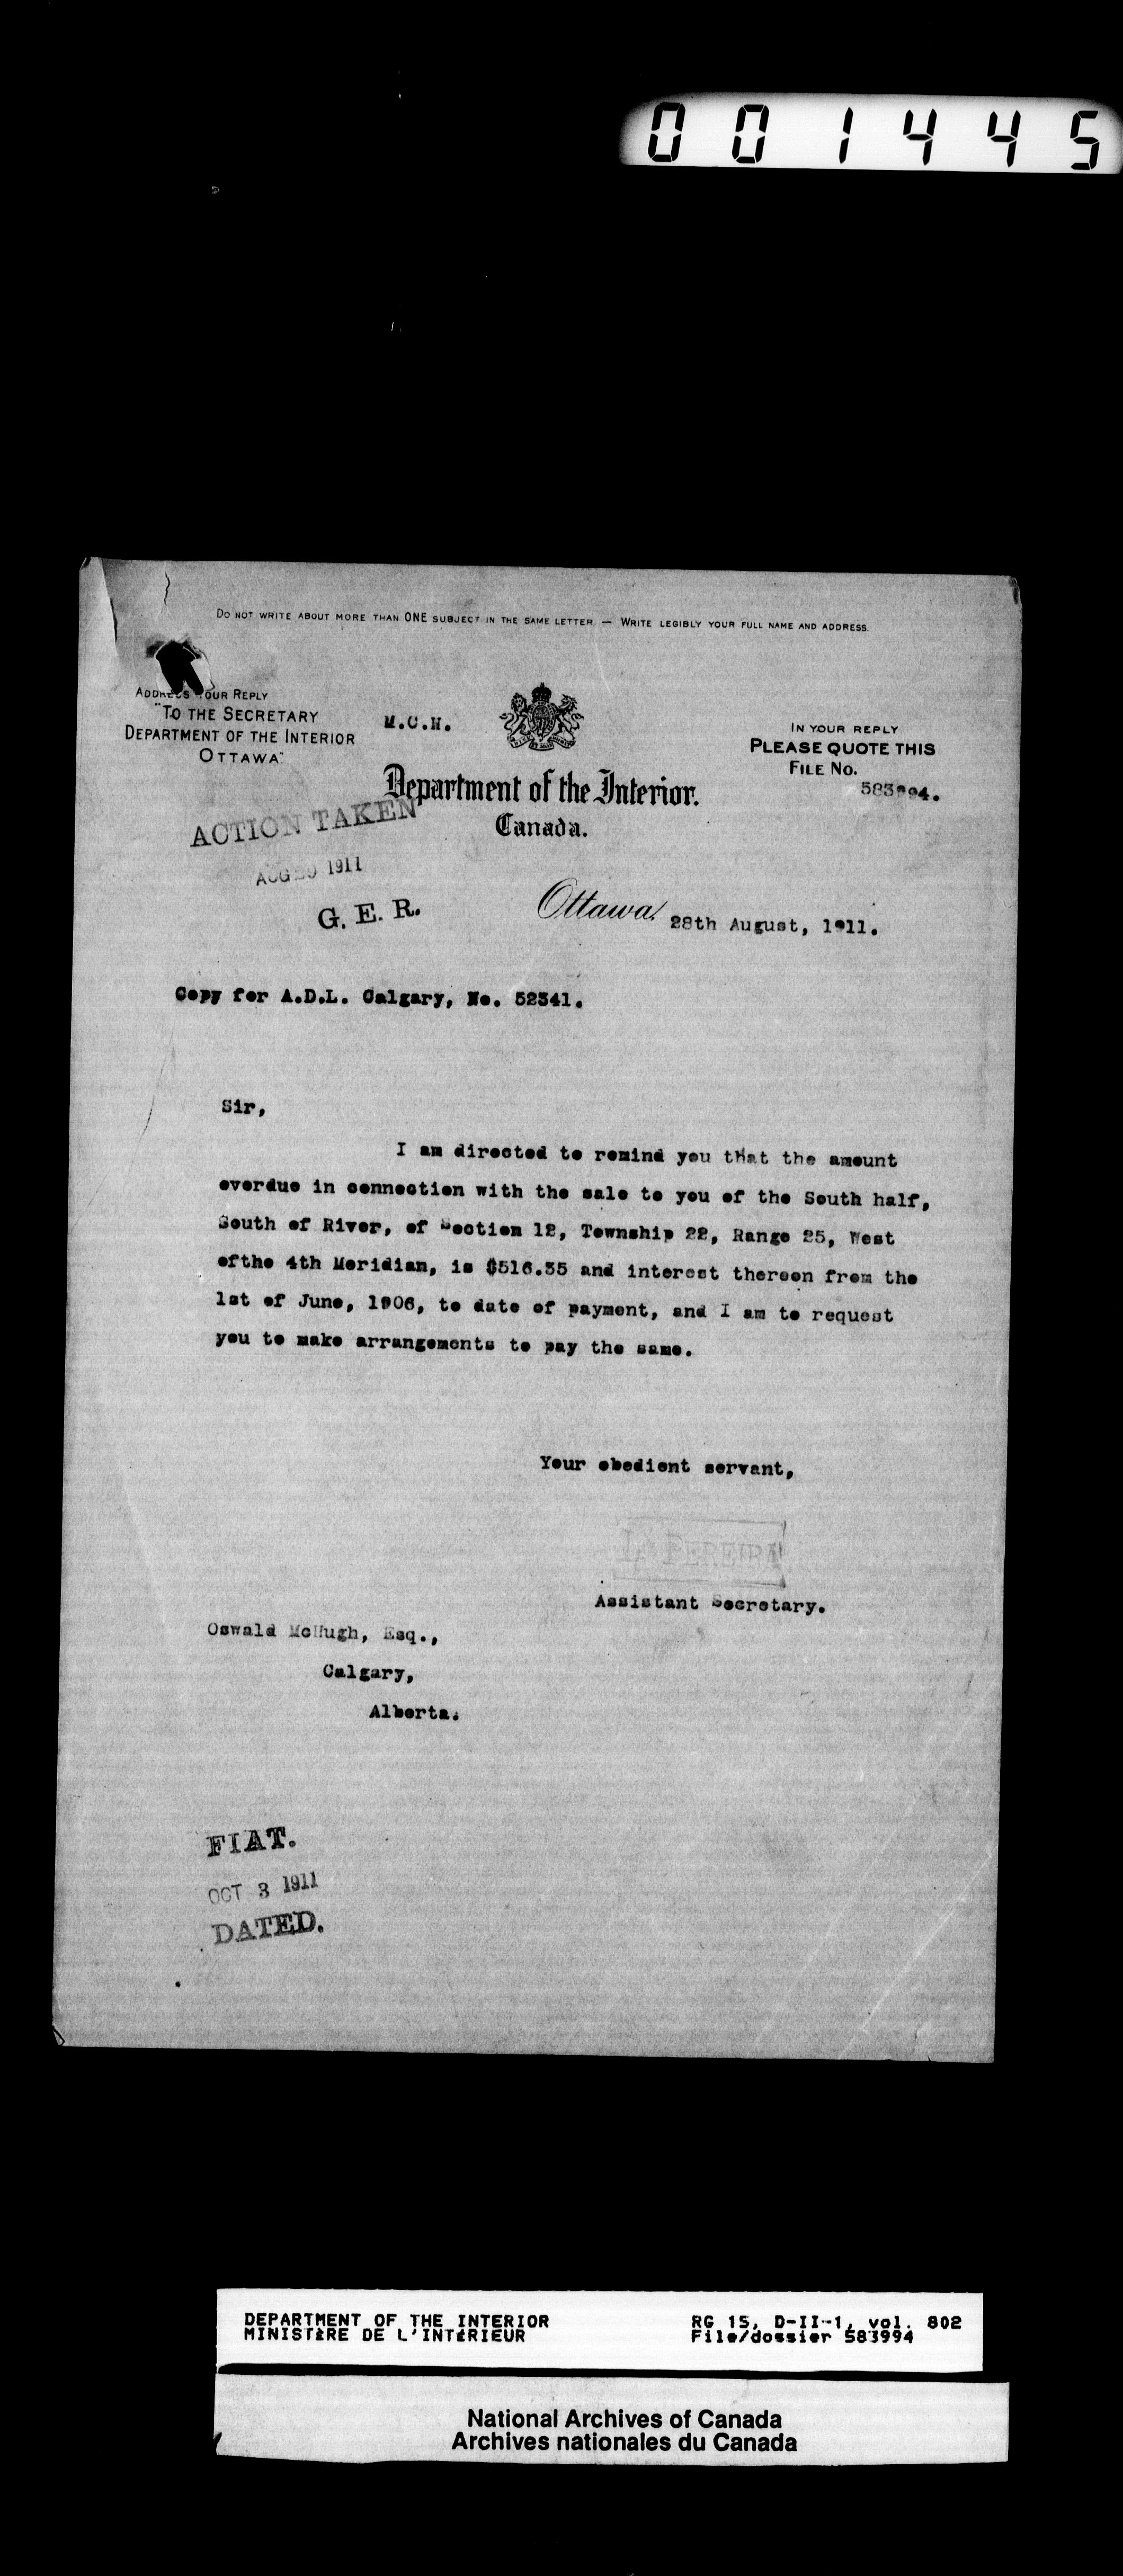 001445
DO NOT WRITE ABOUT MORE THAN ONE SUBJECT IN THE SAME LETTER — WRITE LEGIBLY YOUR FULL NAME AND ADDRESS.
ADDRESS YOUR REPLY
"TO THE SECRETARY
DEPARTMENT OF THE INTERIOR
OTTAWA"
M.C.H.
IN YOUR REPLY
PLEASE QUOTE THIS
FILE NO.
583994.
Department of the Interior.
Canada.
ACTION TAKEN
AUG 29 1911
G. E. R.
Ottawa, 28th August, 1911.
Copy for A.D.L. Calgary, No. 52341.
Sir,
I am directed to remind you that the amount
overdue in connection with the sale to you of the South half,
South of River, of Section 12, Township 22, Range 25, West
ofthe 4th Meridian, is $516.35 and interest thereon from the
1st of June, 1906, to date of payment, and I am to request
you to make arrangements to pay the same.
Your obedient servant,
L. PEREIRA
Assistant Secretary.
Oswald McHugh, Esq.,
Calgary,
Alberta.
FIAT.
OCT 3 1911
DATED.
DEPARTMENT OF THE INTERIOR
MINISTÈRE DE L'INTÉRIEUR
RG 15, D-II-1, vol. 802
File/dossier 583994
National Archives of Canada
Archives nationales du Canada